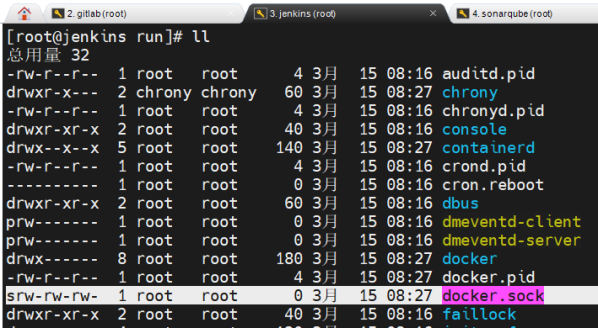 2. gitlab (root) 3. jenkins (root) 4. sonarqube (root)
[root@jenkins run]# ll
总用量 32
-rw-r--r-- 1 root root 4 3月 15 08:16 auditd.pid
drwxr-x--- 2 chrony chrony 60 3月 15 08:27 chrony
-rw-r--r-- 1 root root 4 3月 15 08:16 chronyd.pid
drwxr-xr-x 2 root root 40 3月 15 08:16 console
drwx--x--x 5 root root 140 3月 15 08:27 containerd
-rw-r--r-- 1 root root 4 3月 15 08:16 crond.pid
---------- 1 root root 0 3月 15 08:16 cron.reboot
drwxr-xr-x 2 root root 60 3月 15 08:16 dbus
prw------- 1 root root 0 3月 15 08:16 dmeventd-client
prw------- 1 root root 0 3月 15 08:16 dmeventd-server
drwx------ 8 root root 180 3月 15 08:27 docker
-rw-r--r-- 1 root root 4 3月 15 08:27 docker.pid
srw-rw-rw- 1 root root 0 3月 15 08:27 docker.sock
drwxr-xr-x 2 root root 40 3月 15 08:16 faillock